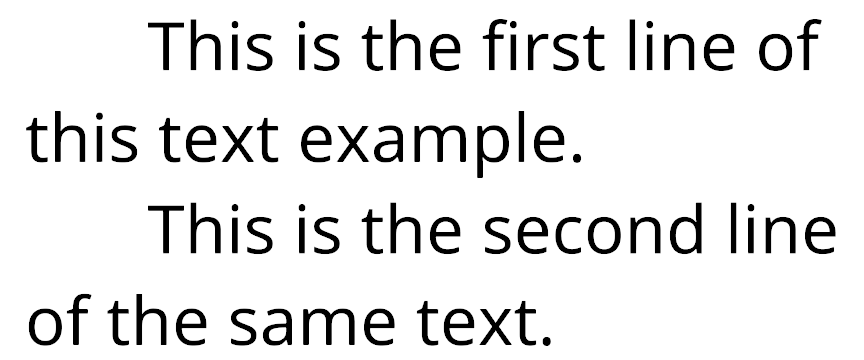 This is the first line of
this text example.
This is the second line
of the same text.